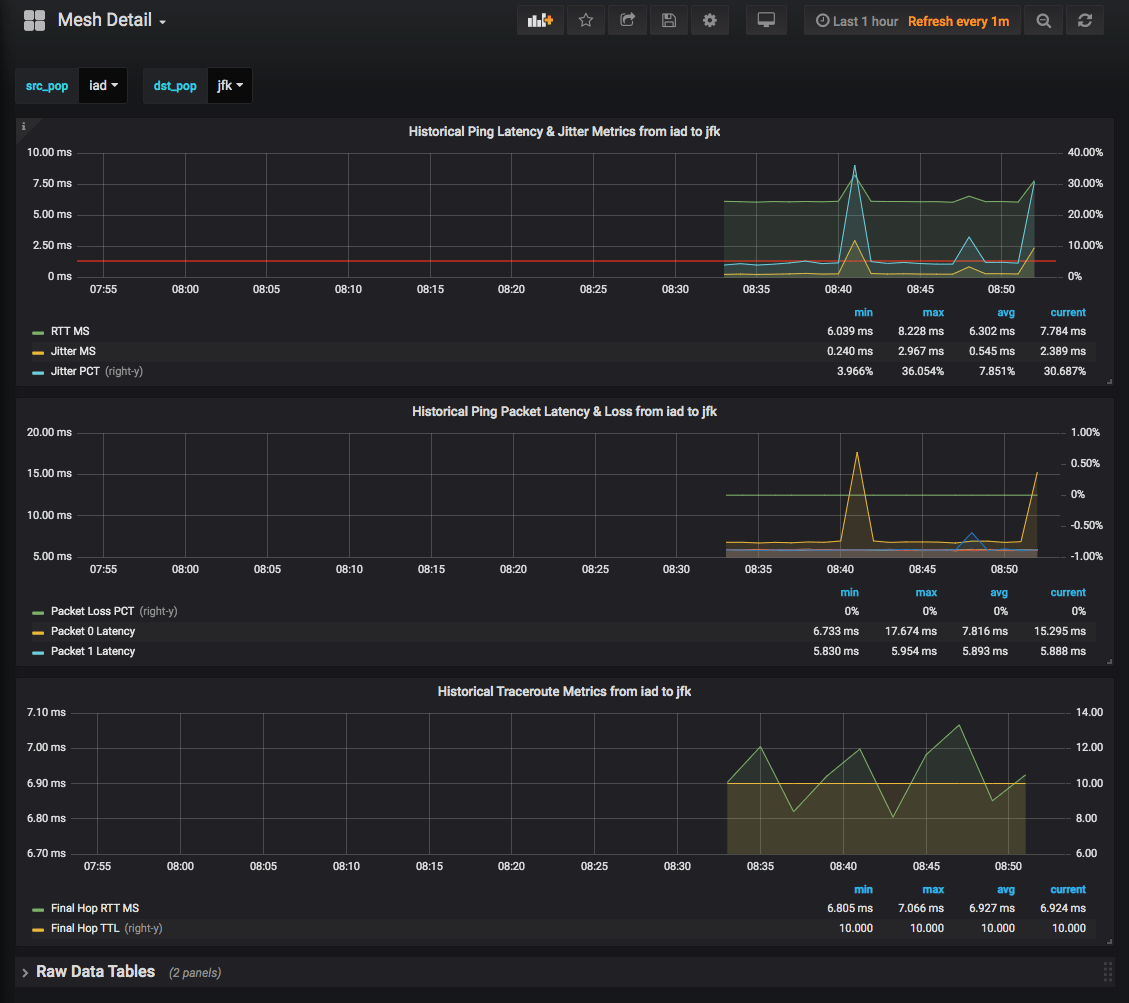 Mesh Detail
Last 1 hour Refresh every 1m
src_pop iad dst_pop jfk
i
Historical Ping Latency & Jitter Metrics from iad to jfk
10.00 ms 40.00%
7.50 ms 30.00%
5.00 ms 20.00%
2.50 ms 10.00%
0 ms 0%
07:55 08:00 08:05 08:10 08:15 08:20 08:25 08:30 08:35 08:40 08:45 08:50
min max avg current
RTT MS 6.039 ms 8.228 ms 6.302 ms 7.784 ms
Jitter MS 0.240 ms 2.967 ms 0.545 ms 2.389 ms
Jitter PCT (right-y) 3.966% 36.054% 7.851% 30.687%
Historical Ping Packet Latency & Loss from iad to jfk
20.00 ms 1.00%
15.00 ms 0.50%
0%
10.00 ms -0.50%
5.00 ms -1.00%
07:55 08:00 08:05 08:10 08:15 08:20 08:25 08:30 08:35 08:40 08:45 08:50
min max avg current
Packet Loss PCT (right-y) 0% 0% 0% 0%
Packet 0 Latency 6.733 ms 17.674 ms 7.816 ms 15.295 ms
Packet 1 Latency 5.830 ms 5.954 ms 5.893 ms 5.888 ms
Historical Traceroute Metrics from iad to jfk
7.10 ms 14.00
7.00 ms 12.00
6.90 ms 10.00
6.80 ms 8.00
6.70 ms 6.00
07:55 08:00 08:05 08:10 08:15 08:20 08:25 08:30 08:35 08:40 08:45 08:50
min max avg current
Final Hop RTT MS 6.805 ms 7.066 ms 6.927 ms 6.924 ms
Final Hop TTL (right-y) 10.000 10.000 10.000 10.000
Raw Data Tables (2 panels)